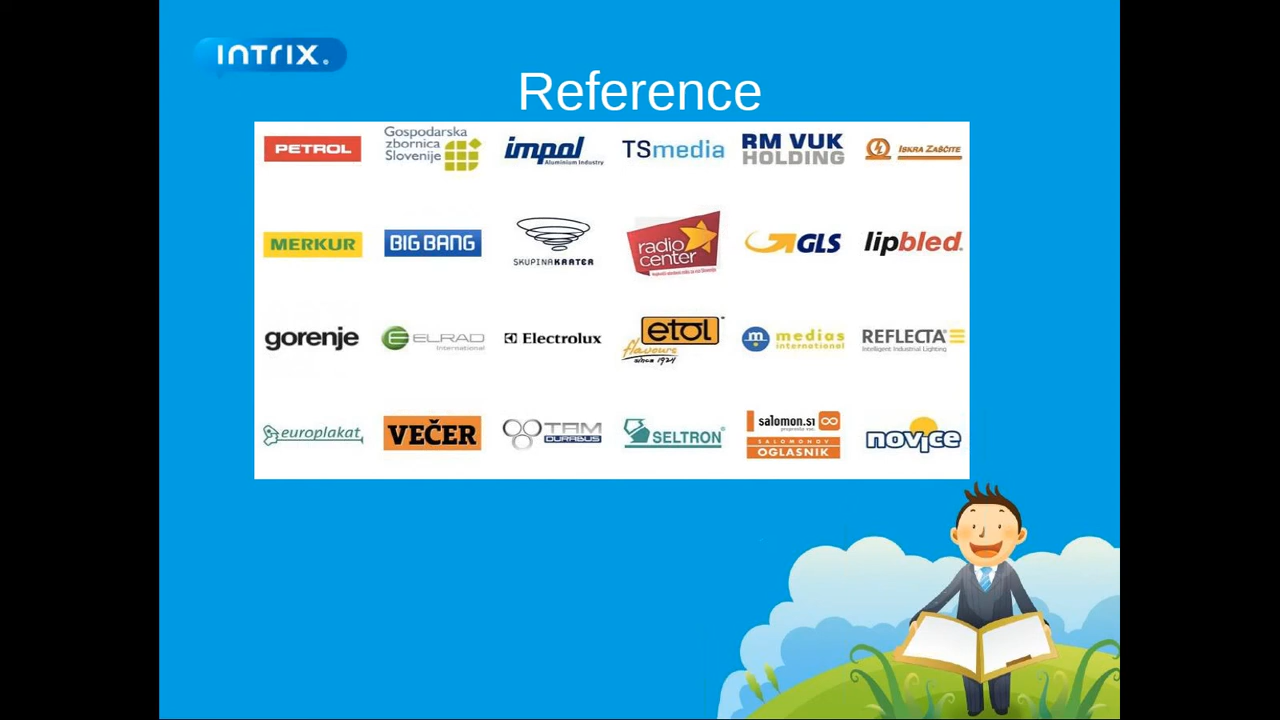 INTRIX.
Reference
PETROL
Gospodarska
zbornica
Slovenije
impol
Aluminium Industry
TSmedia
RM VUK
HOLDING
ISKRA ZAŠČITE
MERKUR
BIG BANG
SKUPINAKRATER
radio
center
GLS
lipbled.
gorenje
ELRAD
International
Electrolux
etol
flavours
since 1924
m
medias
international
REFLECTA®
Intelligent Industrial Lighting
europlakat
VEČER
TAM
DURABUS
SELTRON®
salomon.si
SALOMONOV
OGLASNIK
novice